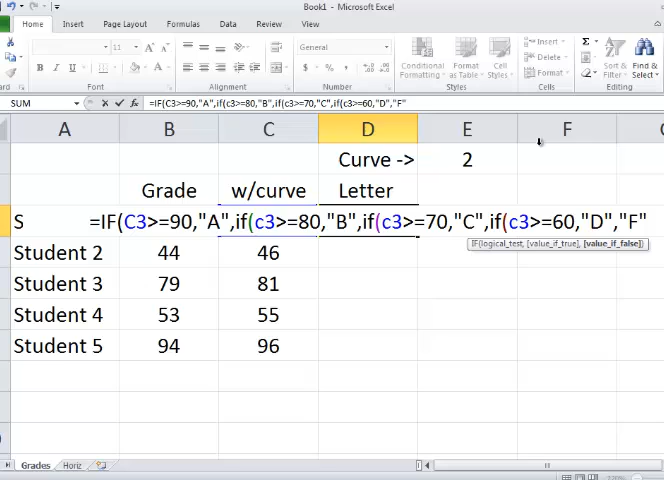 Book1 - Microsoft Excel
Home Insert Page Layout Formulas Data Review View
11 A A General Insert Σ
B I U A $ % , Conditional Formatting Format as Table Cell Styles Delete Format Sort & Filter Find & Select
Font Alignment Number Styles Cells Editing
SUM =IF(C3>=90,"A",if(c3>=80,"B",if(c3>=70,"C",if(c3>=60,"D","F"
A B C D E F
Curve -> 2
Grade w/curve Letter
S =IF(C3>=90,"A",if(c3>=80,"B",if(c3>=70,"C",if(c3>=60,"D","F"
IF(logical_test, [value_if_true], [value_if_false])
Student 2 44 46
Student 3 79 81
Student 4 53 55
Student 5 94 96
Grades Horiz